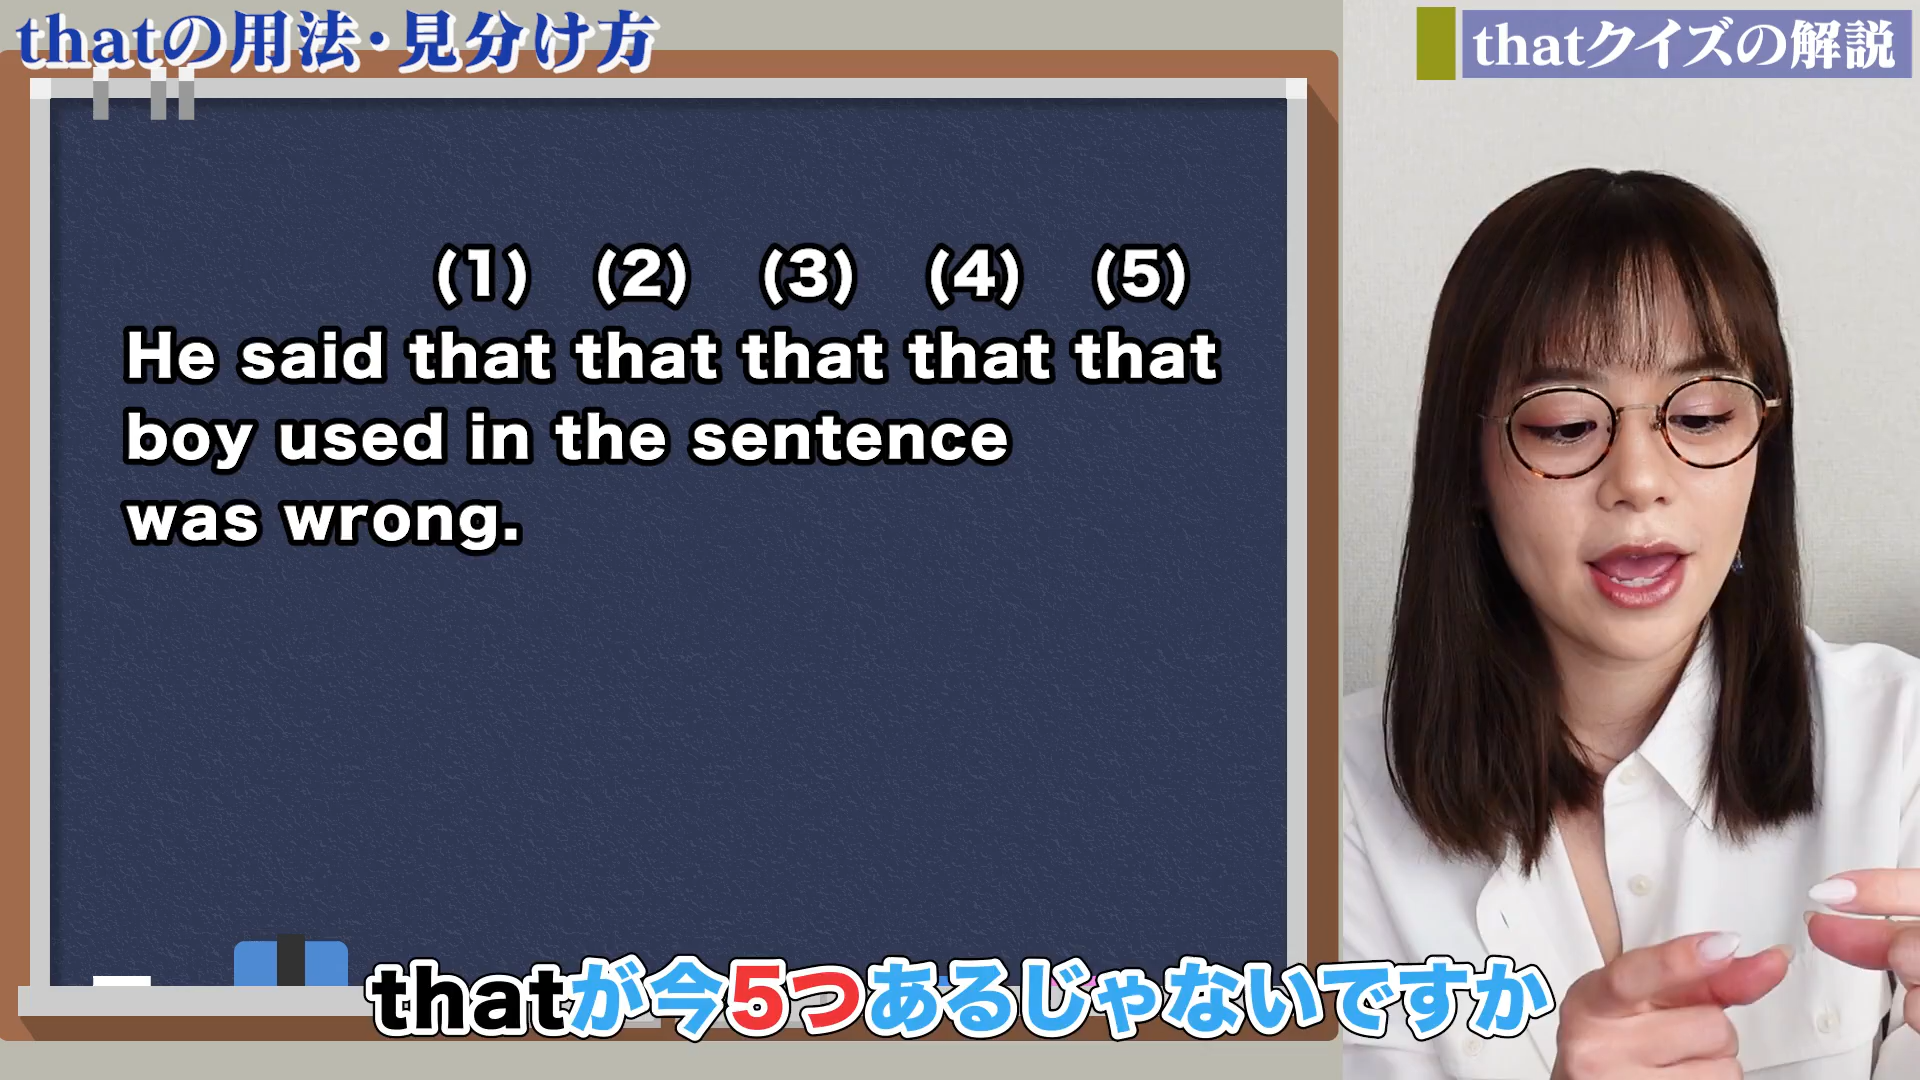 thatの用法・見分け方
thatクイズの解説
(1) (2) (3) (4) (5)
He said that that that that that
boy used in the sentence
was wrong.
thatが今5つあるじゃないですか